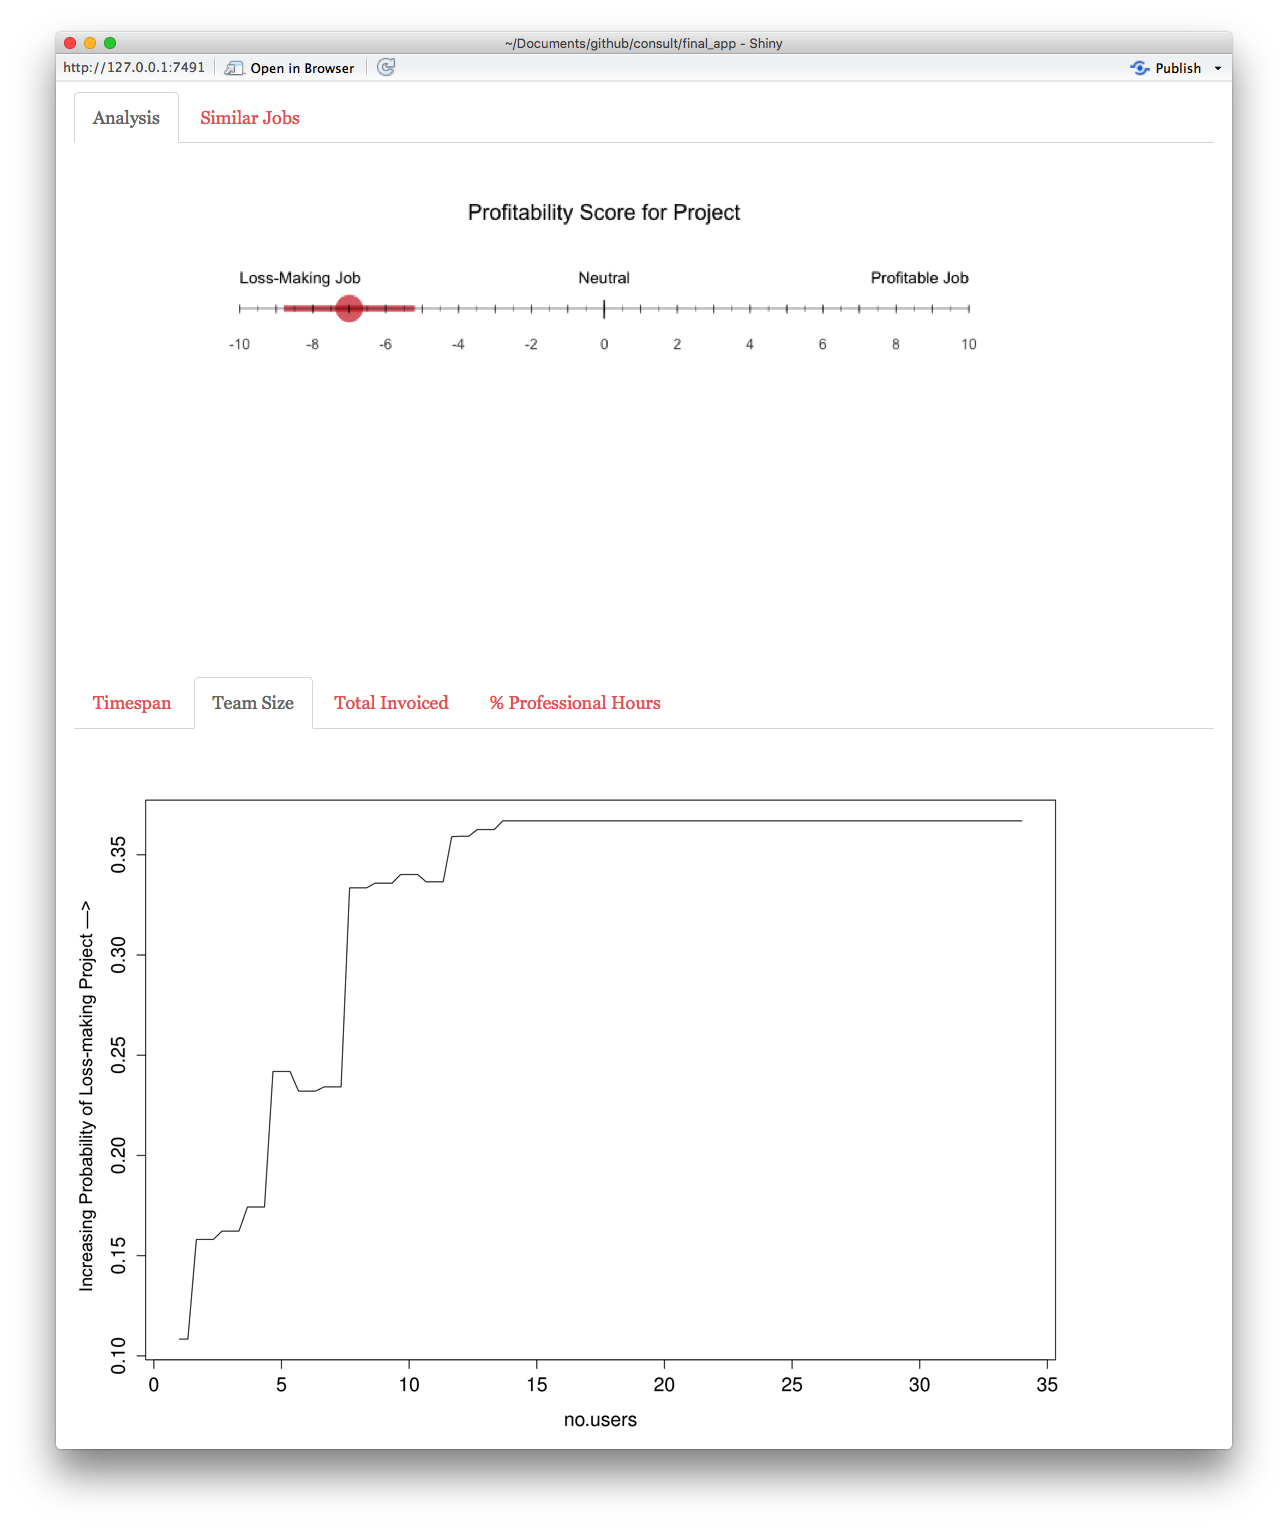 ~/Documents/github/consult/final_app - Shiny
http://127.0.0.1:7491 Open in Browser Publish
Analysis Similar Jobs
Profitability Score for Project
Loss-Making Job Neutral Profitable Job
-10 -8 -6 -4 -2 0 2 4 6 8 10
Timespan Team Size Total Invoiced % Professional Hours
Increasing Probability of Loss-making Project —>
0.35
0.30
0.25
0.20
0.15
0.10
0 5 10 15 20 25 30 35
no.users